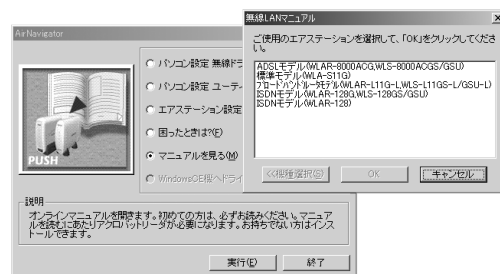 AirNavigator
パソコン設定 無線ドラ
パソコン設定 ユーティ
エアステーション設定
困ったときは?(E)
マニュアルを見る(M)
WindowsCE機へドライ
PUSH
説明
オンラインマニュアルを開きます。初めての方は、必ずお読みください。マニュア
ルを読むにあたりアクロバットリーダが必要になります。お持ちでない方はインス
トールできます。
実行(E)
終了
無線LANマニュアル
ご使用のエアステーションを選択して、「OK」をクリックしてくださ
い。
ADSLモデル(WLAR-8000ACG,WLS-8000ACGS/GSU)
標準モデル(WLA-S11G)
ブロードバンドルータモデル(WLAR-L11G-L,WLS-L11GS-L/GSU-L)
ISDNモデル(WLAR-128G,WLS-128GS/GSU)
ISDNモデル(WLAR-128)
<<機種選択(S)
OK
キャンセル